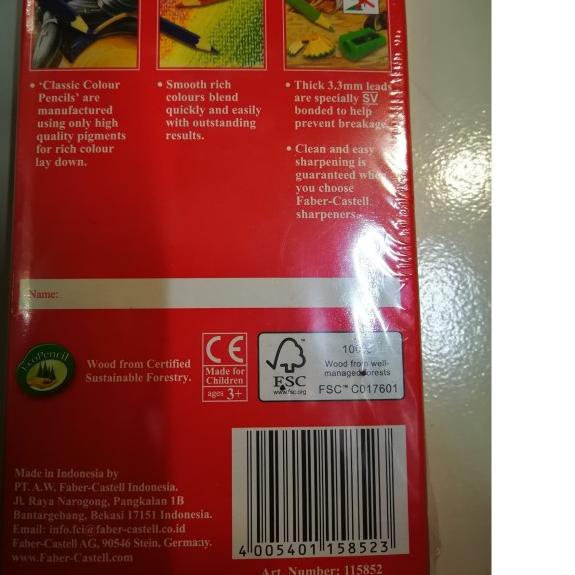 • 'Classic Colour
Pencils' are
manufactured
using only high
quality pigments
for rich colour
lay down.
• Smooth rich
colours blend
quickly and easily
with outstanding
results.
• Thick 3.3mm leads
are specially SV
bonded to help
prevent breakage
• Clean and easy
sharpening is
guaranteed when
you choose
Faber-Castell
sharpeners.
Name:
EcoPencil
Wood from Certified
Sustainable Forestry.
CE
Made for
Children
ages 3+
FSC
www.fsc.org
Wood from well-
managed forests
FSC™ C017601
Made in Indonesia by
PT. A.W. Faber-Castell Indonesia.
Jl. Raya Narogong, Pangkalan 1B
Bantargebang, Bekasi 17151 Indonesia.
Email: info.fci@faber-castell.co.id
Faber-Castell AG, 90546 Stein, Germany.
www.Faber-Castell.com
4 005401 158523
Art. Number: 115852